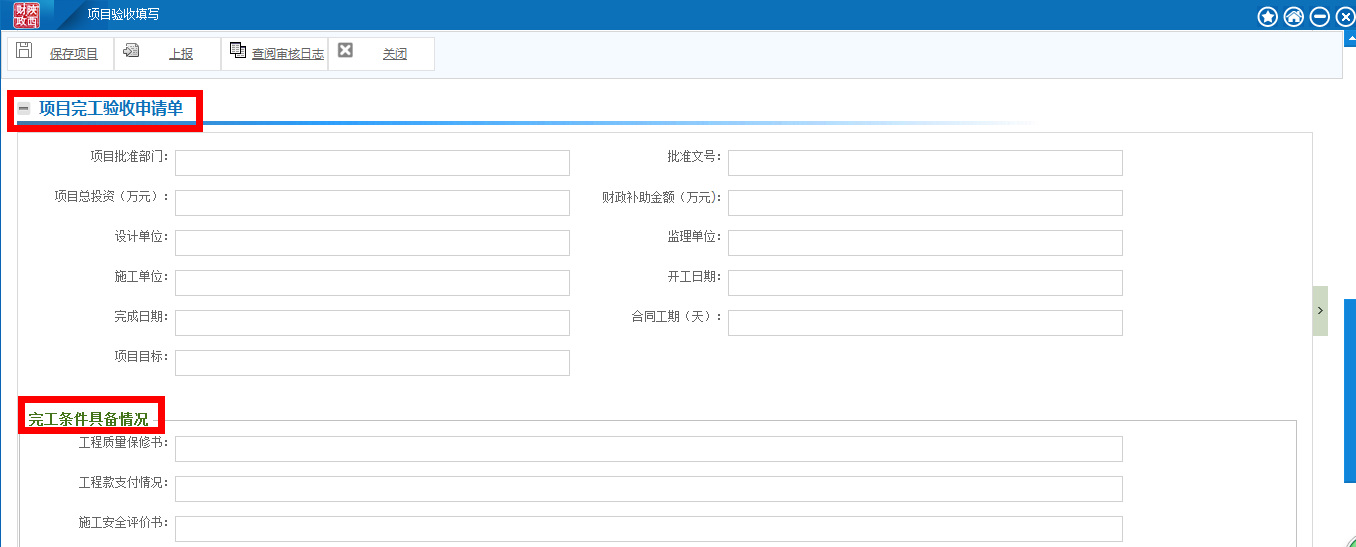 财陕
政西
项目验收填写
保存项目 上报 查阅审核日志 关闭
项目完工验收申请单
项目批准部门： 批准文号：
项目总投资（万元）： 财政补助金额（万元）：
设计单位： 监理单位：
施工单位： 开工日期：
完成日期： 合同工期（天）：
项目目标：
完工条件具备情况
工程质量保修书：
工程款支付情况：
施工安全评价书：